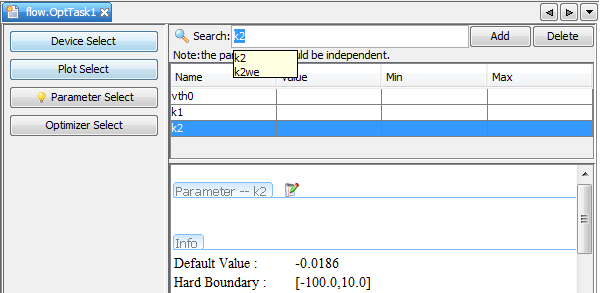 flow.OptTask1
Device Select
Plot Select
Parameter Select
Optimizer Select
Search: k2
Add
Delete
k2
k2we
Note:the pa uld be independent.
Name Value Min Max
vth0
k1
k2
Parameter -- k2
Info
Default Value : -0.0186
Hard Boundary : [-100.0,10.0]